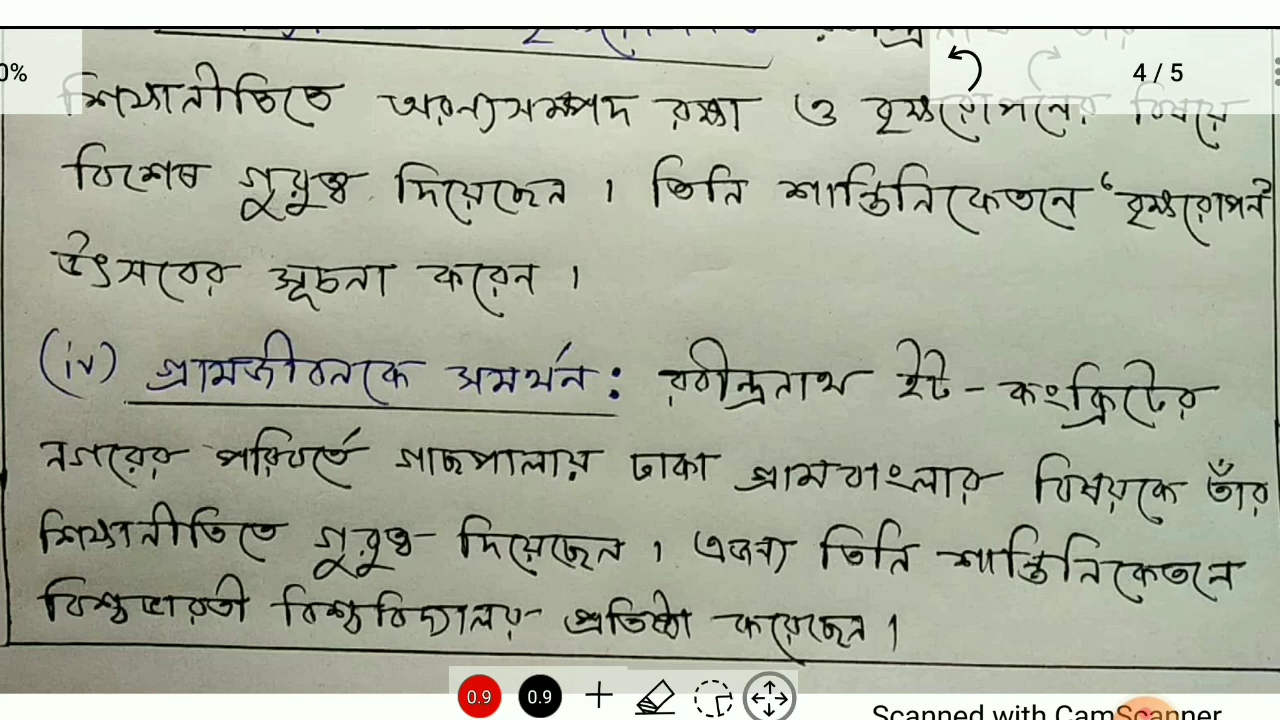 0%
4 / 5
শিক্ষানীতিতে অরন্যসম্পদ রক্ষা ও বৃক্ষরোপনের বিষয়ে
বিশেষ গুরুত্ব দিয়েছেন । তিনি শান্তিনিকেতনে ‘বৃক্ষরোপন
উৎসবের সূচনা করেন ।
(iv) গ্রামজীবনকে সমর্থন : রবীন্দ্রনাথ ইট - কংক্রিটের
নগরের পরিবর্তে গাছপালায় ঢাকা গ্রামবাংলার বিষয়কে তাঁর
শিক্ষানীতিতে গুরুত্ব দিয়েছেন । এজন্য তিনি শান্তিনিকেতনে
বিশ্বভারতী বিশ্ববিদ্যালয় প্রতিষ্ঠা করেছেন ।
0.9 0.9
Scanned with CamScanner